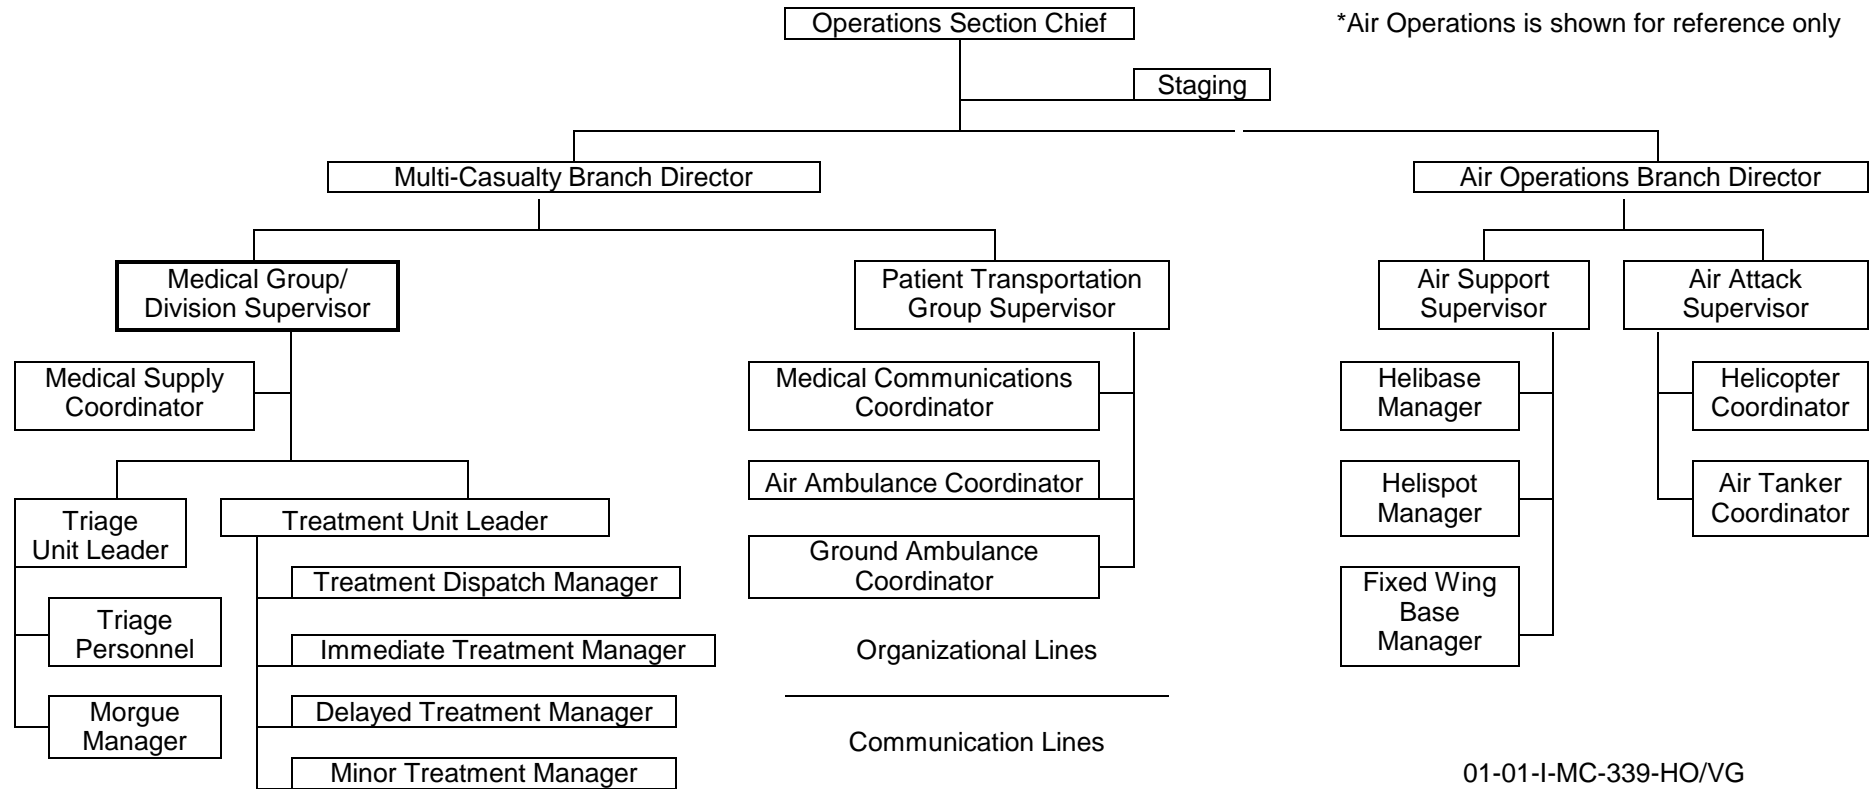 Operations Section Chief
*Air Operations is shown for reference only
Staging
Multi-Casualty Branch Director
Air Operations Branch Director
Medical Group/
Division Supervisor
Patient Transportation
Group Supervisor
Air Support
Supervisor
Air Attack
Supervisor
Medical Supply
Coordinator
Medical Communications
Coordinator
Helibase
Manager
Helicopter
Coordinator
Air Ambulance Coordinator
Helispot
Manager
Air Tanker
Coordinator
Triage
Unit Leader
Treatment Unit Leader
Ground Ambulance
Coordinator
Treatment Dispatch Manager
Fixed Wing
Base
Manager
Triage
Personnel
Immediate Treatment Manager
Organizational Lines
Morgue
Manager
Delayed Treatment Manager
Communication Lines
Minor Treatment Manager
01-01-I-MC-339-HO/VG